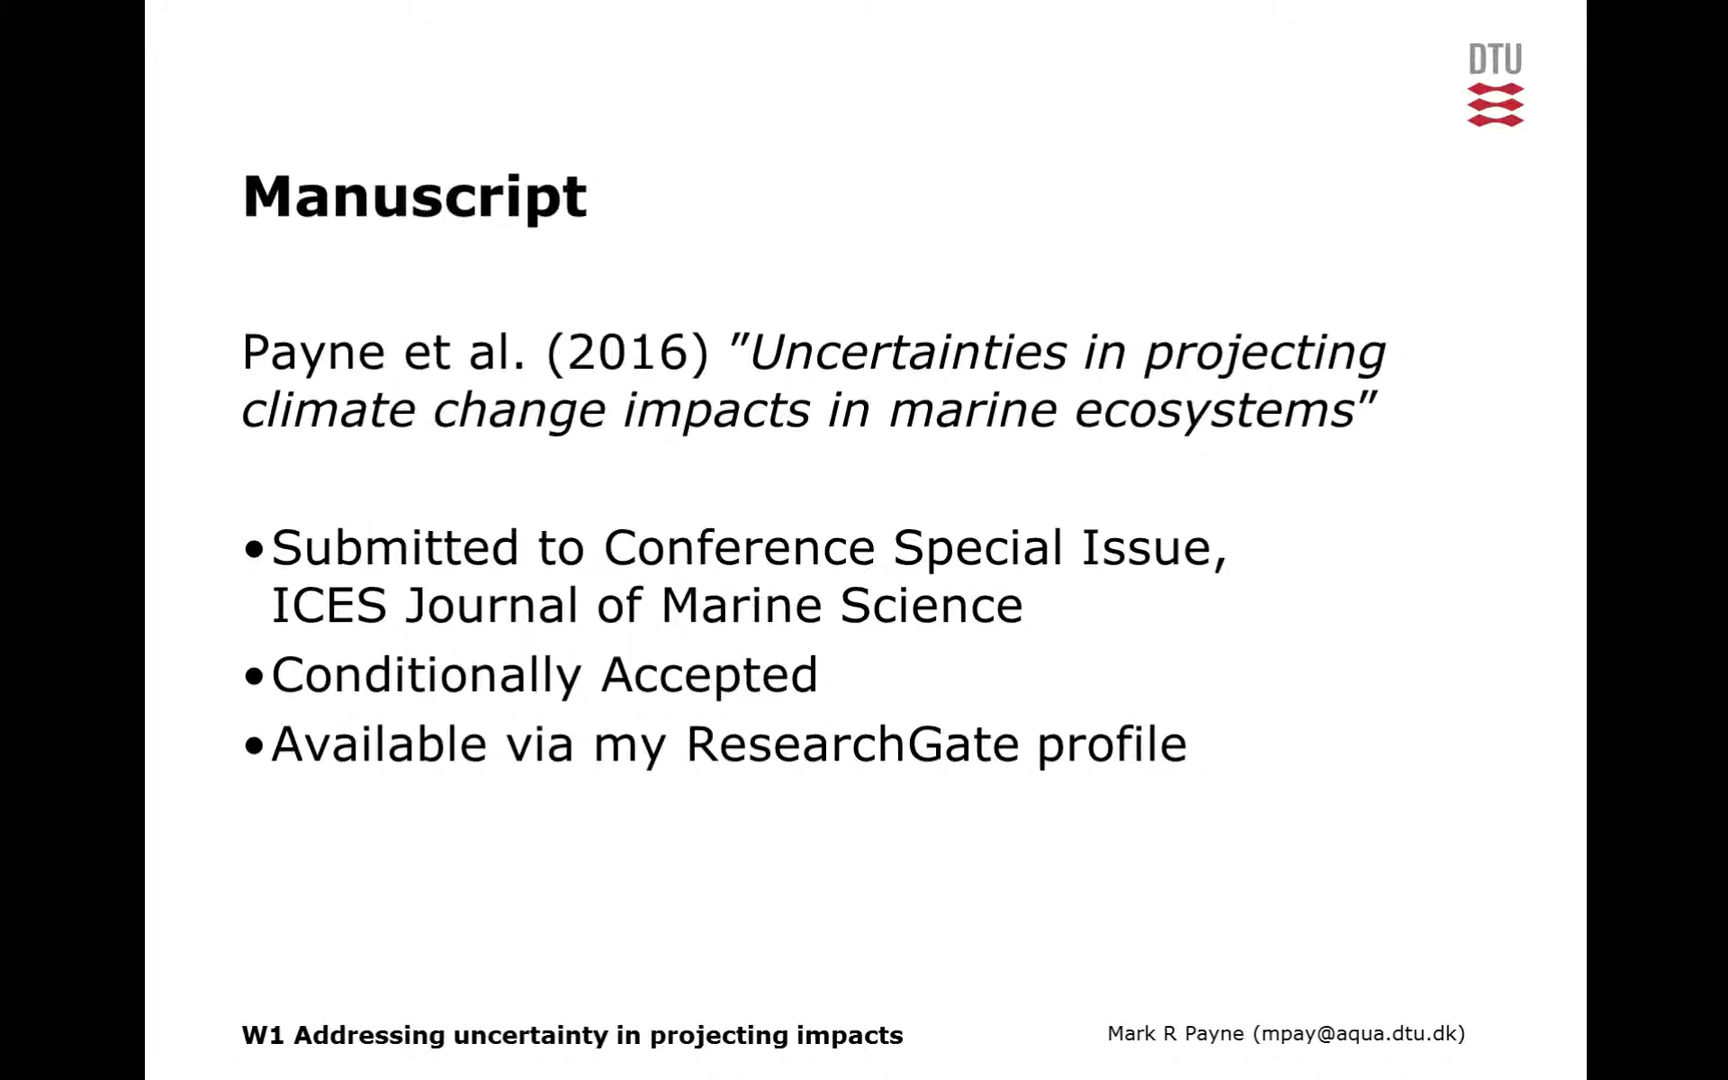 DTU
Manuscript
Payne et al. (2016) ”Uncertainties in projecting
climate change impacts in marine ecosystems”
•Submitted to Conference Special Issue,
ICES Journal of Marine Science
•Conditionally Accepted
•Available via my ResearchGate profile
W1 Addressing uncertainty in projecting impacts
Mark R Payne (mpay@aqua.dtu.dk)